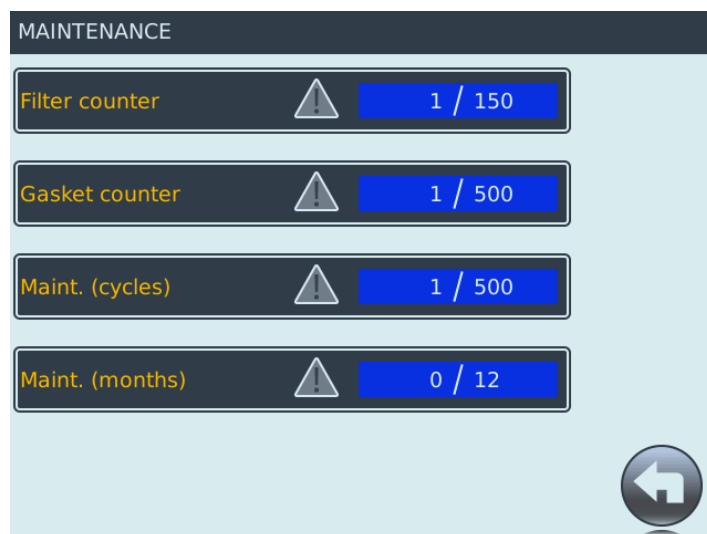 MAINTENANCE
Filter counter 1 / 150
Gasket counter 1 / 500
Maint. (cycles) 1 / 500
Maint. (months) 0 / 12